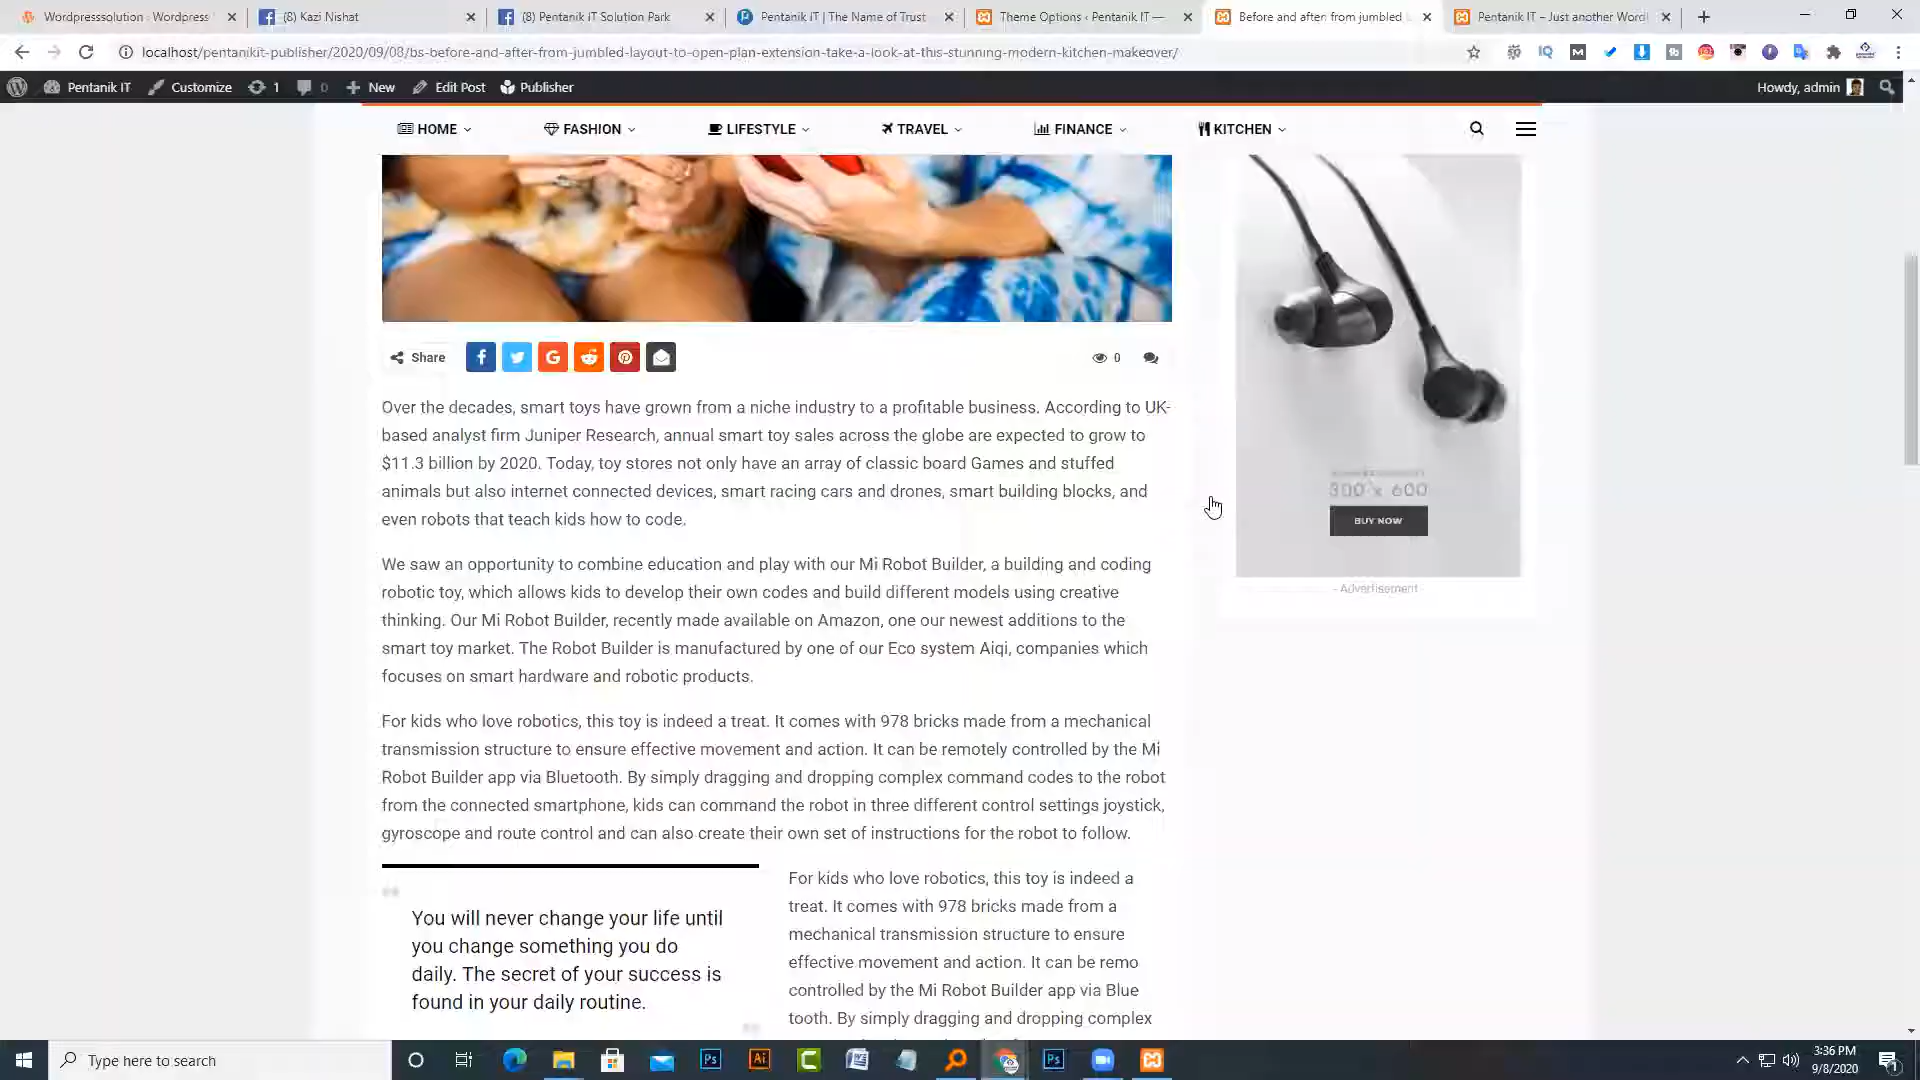 Wordpresssolution - Wordpress
(8) Kazi Nishat
(8) Pentanik IT Solution Park
Pentanik IT | The Name of Trust
Theme Options ‹ Pentanik IT —
Before and after: from jumbled
Pentanik IT – Just another Word
localhost/pentanikit-publisher/2020/09/08/bs-before-and-after-from-jumbled-layout-to-open-plan-extension-take-a-look-at-this-stunning-modern-kitchen-makeover/
Pentanik IT
Customize
1
0
New
Edit Post
Publisher
Howdy, admin
HOME
FASHION
LIFESTYLE
TRAVEL
FINANCE
KITCHEN
Share
0
Over the decades, smart toys have grown from a niche industry to a profitable business. According to UK-
based analyst firm Juniper Research, annual smart toy sales across the globe are expected to grow to
$11.3 billion by 2020. Today, toy stores not only have an array of classic board Games and stuffed
animals but also internet connected devices, smart racing cars and drones, smart building blocks, and
even robots that teach kids how to code.
We saw an opportunity to combine education and play with our Mi Robot Builder, a building and coding
robotic toy, which allows kids to develop their own codes and build different models using creative
thinking. Our Mi Robot Builder, recently made available on Amazon, one our newest additions to the
smart toy market. The Robot Builder is manufactured by one of our Eco system Aiqi, companies which
focuses on smart hardware and robotic products.
For kids who love robotics, this toy is indeed a treat. It comes with 978 bricks made from a mechanical
transmission structure to ensure effective movement and action. It can be remotely controlled by the Mi
Robot Builder app via Bluetooth. By simply dragging and dropping complex command codes to the robot
from the connected smartphone, kids can command the robot in three different control settings joystick,
gyroscope and route control and can also create their own set of instructions for the robot to follow.
You will never change your life until
you change something you do
daily. The secret of your success is
found in your daily routine.
For kids who love robotics, this toy is indeed a
treat. It comes with 978 bricks made from a
mechanical transmission structure to ensure
effective movement and action. It can be remo
controlled by the Mi Robot Builder app via Blue
tooth. By simply dragging and dropping complex
300 x 600
BUY NOW
- Advertisement -
Type here to search
3:36 PM
9/8/2020
1